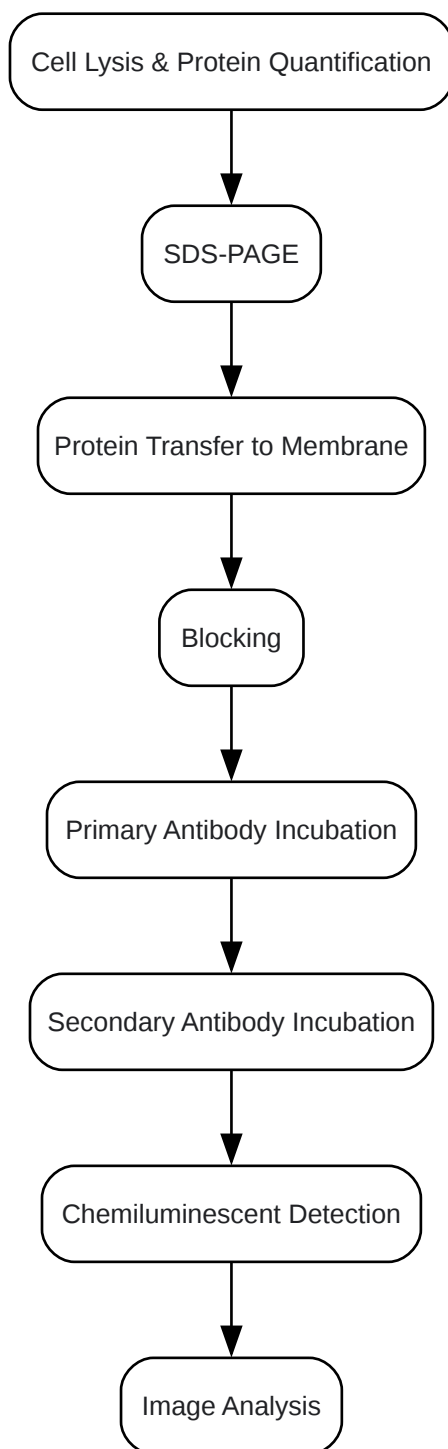 Cell Lysis & Protein Quantification
SDS-PAGE
Protein Transfer to Membrane
Blocking
Primary Antibody Incubation
Secondary Antibody Incubation
Chemiluminescent Detection
Image Analysis